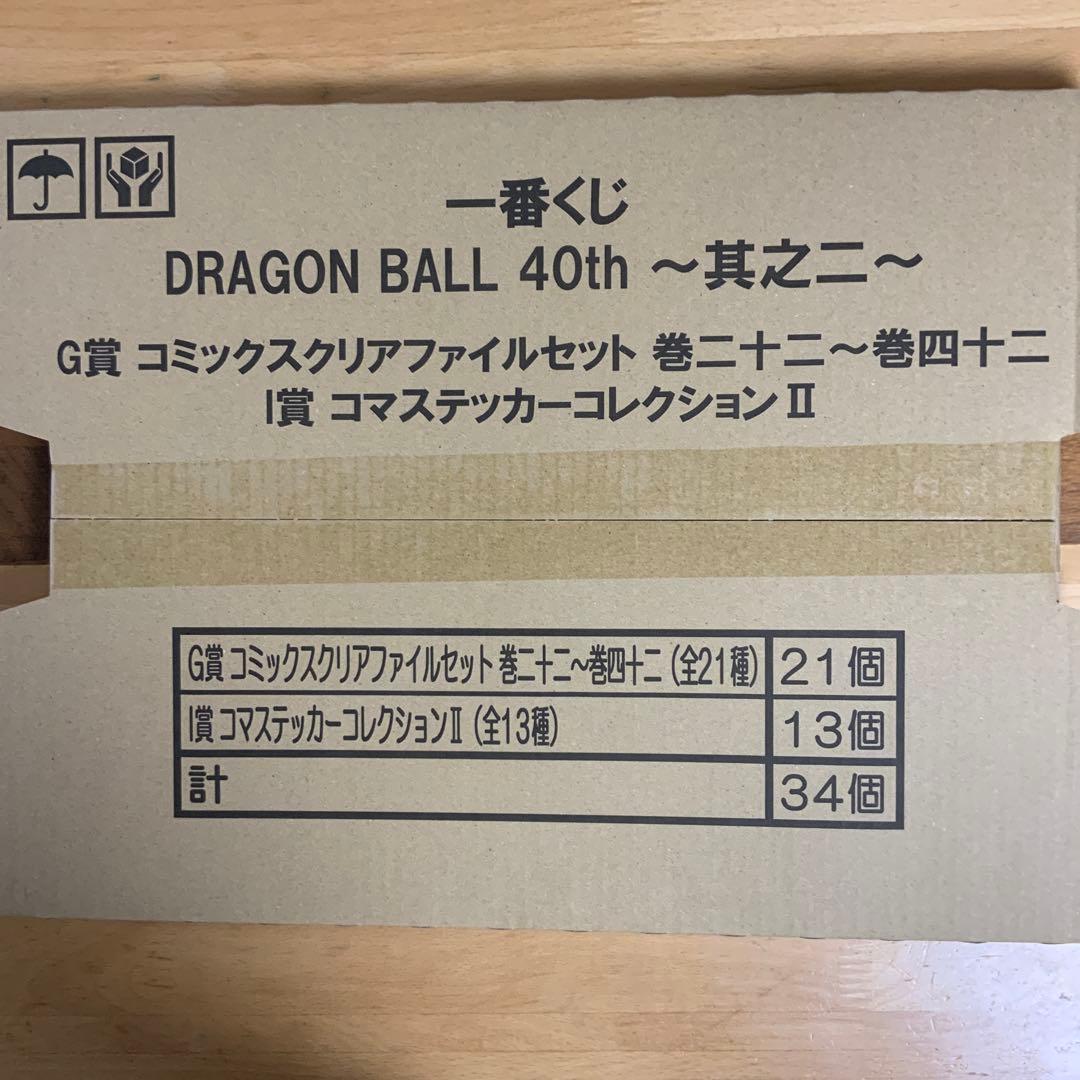 一番くじ
DRAGON BALL 40th ～其之二～
G賞 コミックスクリアファイルセット 巻二十二～巻四十二
I賞 コマステッカーコレクションⅡ
G賞 コミックスクリアファイルセット 巻二十二～巻四十二（全21種） 21個
I賞 コマステッカーコレクションⅡ（全13種） 13個
計 34個